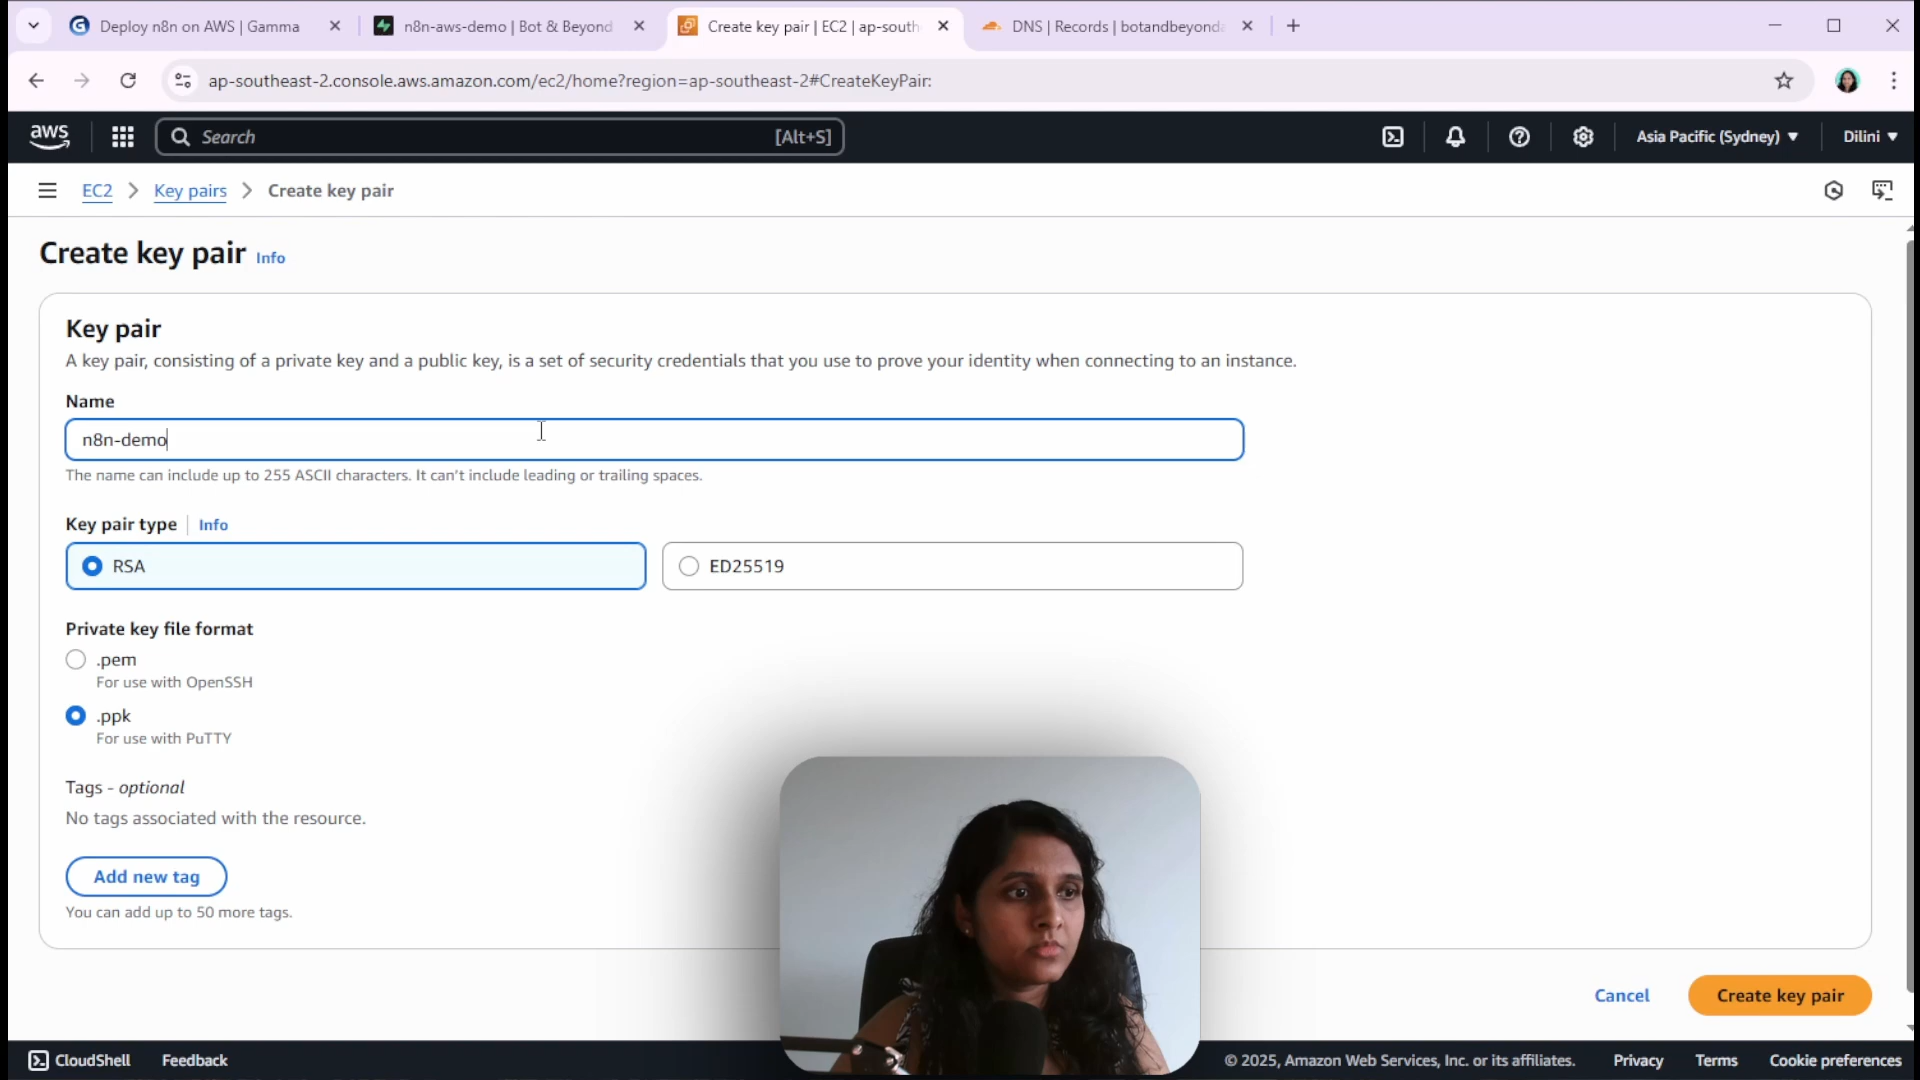 Deploy n8n on AWS | Gamma
n8n-aws-demo | Bot & Beyond
Create key pair | EC2 | ap-south
DNS | Records | botandbeyond
ap-southeast-2.console.aws.amazon.com/ec2/home?region=ap-southeast-2#CreateKeyPair:
aws
Search
[Alt+S]
Asia Pacific (Sydney)
Dilini
EC2
Key pairs
Create key pair
Create key pair Info
Key pair
A key pair, consisting of a private key and a public key, is a set of security credentials that you use to prove your identity when connecting to an instance.
Name
n8n-demo
The name can include up to 255 ASCII characters. It can't include leading or trailing spaces.
Key pair type Info
RSA
ED25519
Private key file format
.pem
For use with OpenSSH
.ppk
For use with PuTTY
Tags - optional
No tags associated with the resource.
Add new tag
You can add up to 50 more tags.
Cancel
Create key pair
CloudShell
Feedback
© 2025, Amazon Web Services, Inc. or its affiliates.
Privacy
Terms
Cookie preferences